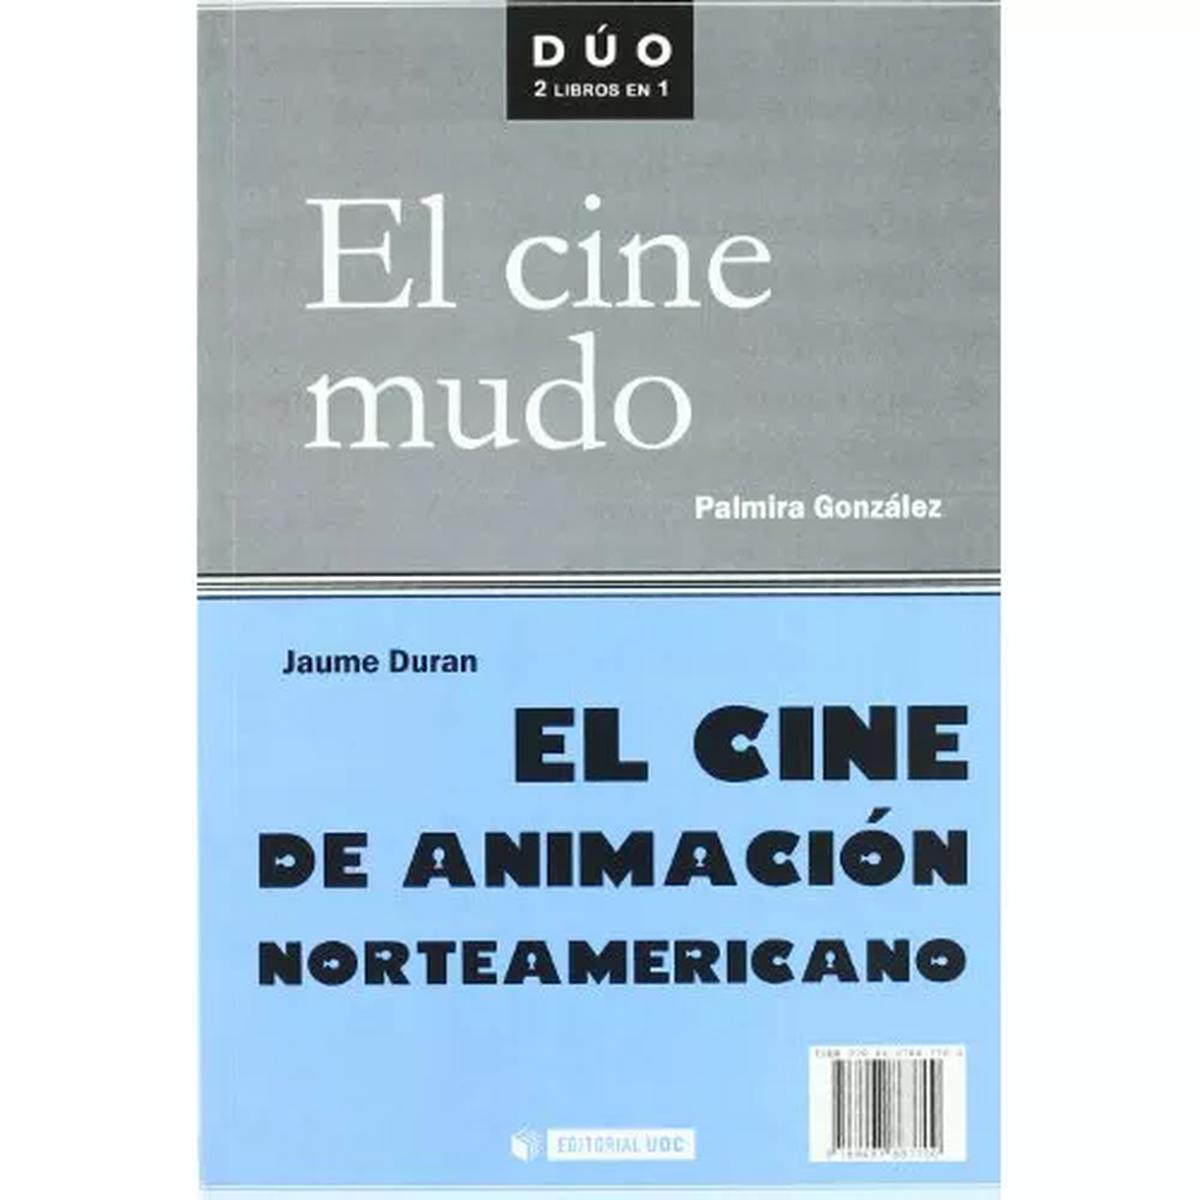 DÚO
2 LIBROS EN 1
El cine
mudo
Palmira González
Jaume Duran
EL CINE
DE ANIMACIÓN
NORTEAMERICANO
EDITORIAL UOC